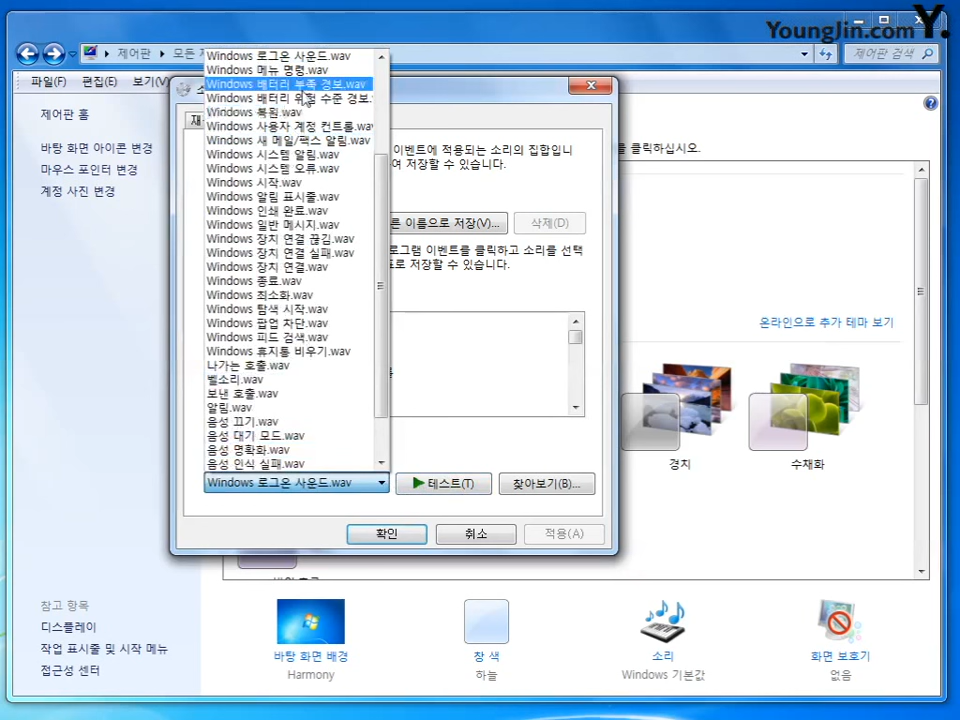 YoungJin.com Y.
제어판
모든
제어판 검색
파일(F) 편집(E) 보기(V)
제어판 홈
바탕 화면 아이콘 변경
마우스 포인터 변경
계정 사진 변경
을 클릭하십시오.
이벤트에 적용되는 소리의 집합입니
여 저장할 수 있습니다.
른 이름으로 저장(V)...
삭제(D)
로그램 이벤트를 클릭하고 소리를 선택
로 저장할 수 있습니다.
Windows 로그온 사운드.wav
Windows 메뉴 명령.wav
Windows 배터리 부족 경보.wav
Windows 배터리 위험 수준 경보.
Windows 복원.wav
Windows 사용자 계정 컨트롤.wav
Windows 새 메일/팩스 알림.wav
Windows 시스템 알림.wav
Windows 시스템 오류.wav
Windows 시작.wav
Windows 알림 표시줄.wav
Windows 인쇄 완료.wav
Windows 일반 메시지.wav
Windows 장치 연결 끊김.wav
Windows 장치 연결 실패.wav
Windows 장치 연결.wav
Windows 종료.wav
Windows 최소화.wav
Windows 탐색 시작.wav
Windows 팝업 차단.wav
Windows 피드 검색.wav
Windows 휴지통 비우기.wav
나가는 호출.wav
벨소리.wav
보낸 호출.wav
알림.wav
음성 끄기.wav
음성 대기 모드.wav
음성 명확화.wav
음성 인식 실패.wav
Windows 로그온 사운드.wav
테스트(T)
찾아보기(B)...
확인
취소
적용(A)
온라인으로 추가 테마 보기
경치
수채화
참고 항목
디스플레이
작업 표시줄 및 시작 메뉴
접근성 센터
바탕 화면 배경
Harmony
창 색
하늘
소리
Windows 기본값
화면 보호기
없음